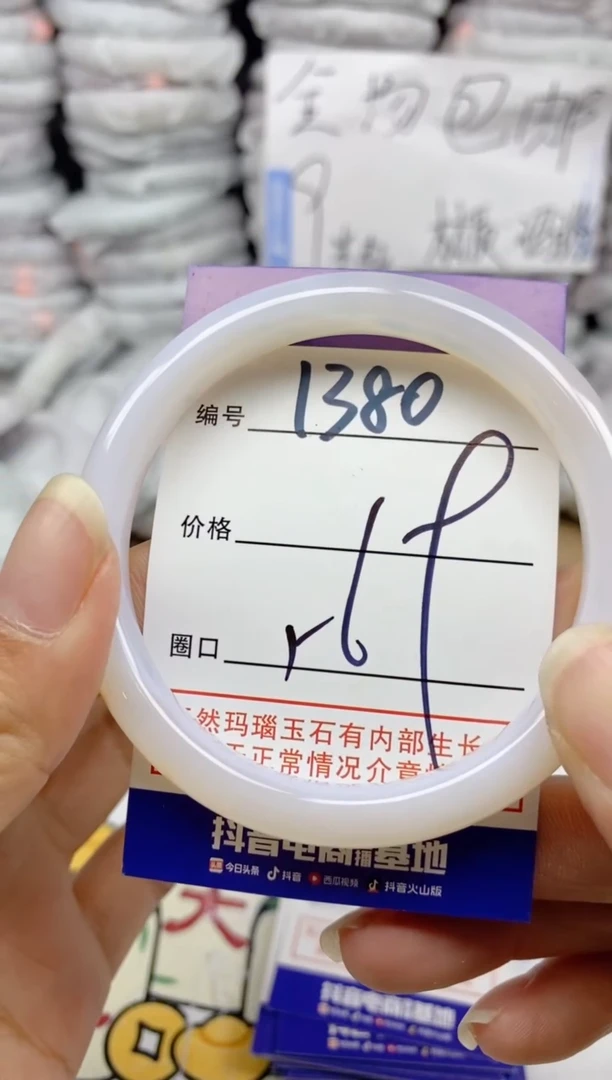 全场包邮
编号 1380
价格
圈口
然玛瑙玉石有内部生长
正常情况介意
抖音电商直播基地
今日头条 抖音 西瓜视频 抖音火山版
抖音电商直播基地